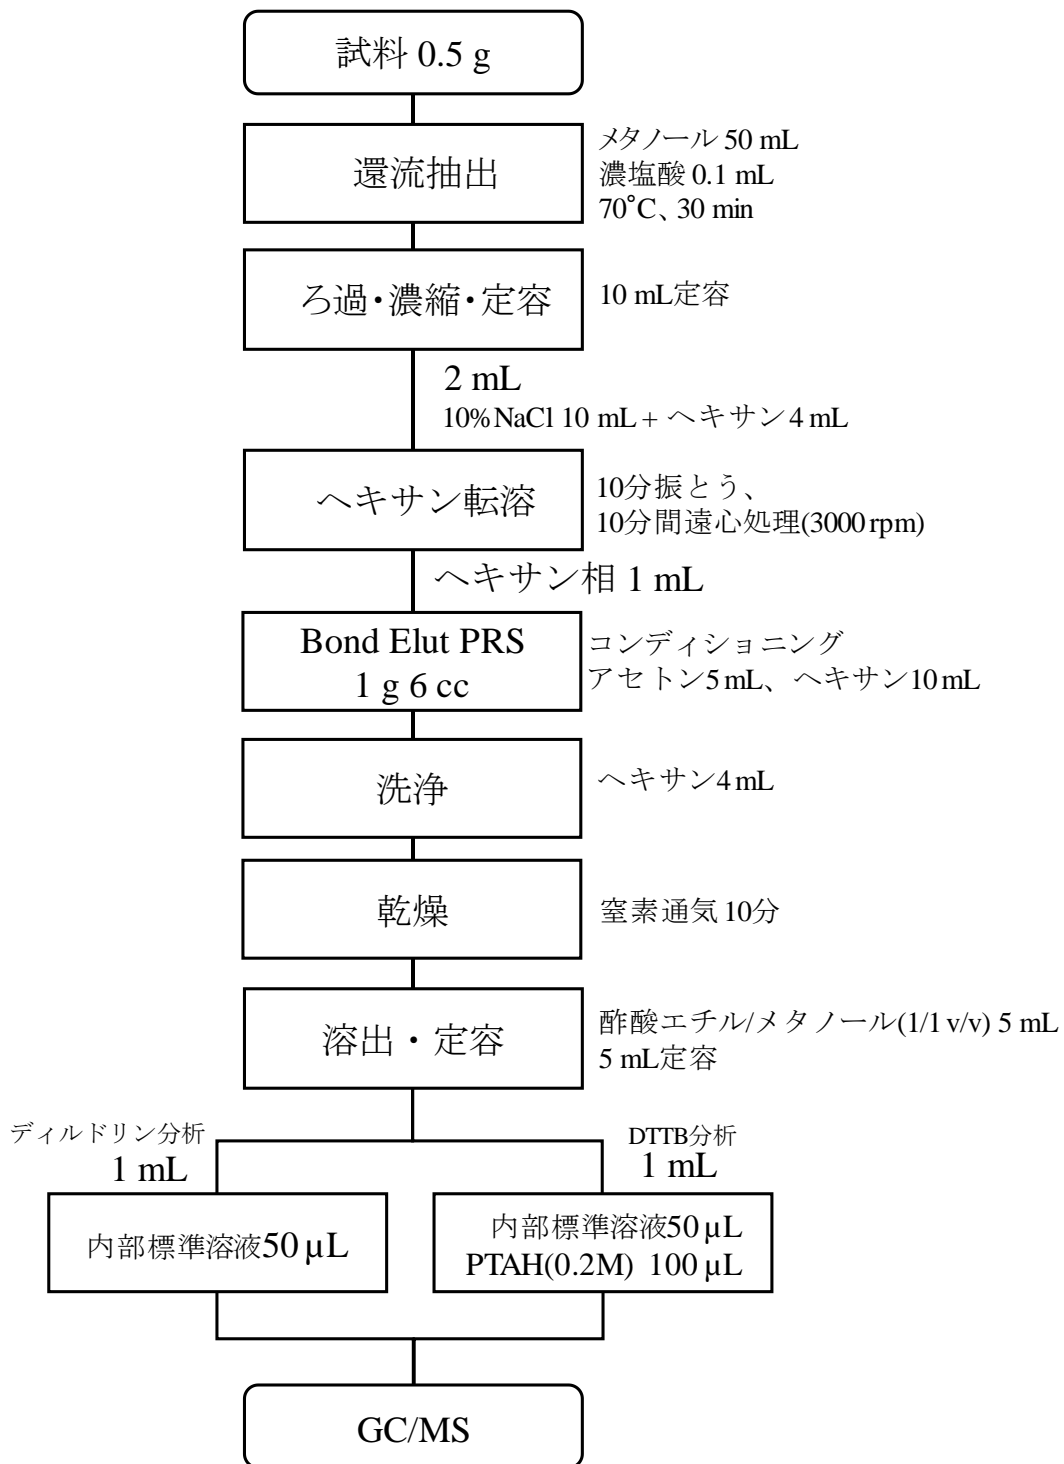 試料 0.5 g
還流抽出
メタノール 50 mL
濃塩酸 0.1 mL
70°C、30 min
ろ過・濃縮・定容
10 mL定容
2 mL
10% NaCl 10 mL + ヘキサン 4 mL
ヘキサン転溶
10分振とう、
10分間遠心処理(3000 rpm)
ヘキサン相 1 mL
Bond Elut PRS
1 g 6 cc
コンディショニング
アセトン5 mL、ヘキサン10 mL
洗浄
ヘキサン4 mL
乾燥
窒素通気 10分
溶出・定容
酢酸エチル/メタノール(1/1 v/v) 5 mL
5 mL定容
ディルドリン分析
1 mL
DTTB分析
1 mL
内部標準溶液50 µL
内部標準溶液50 µL
PTAH(0.2M) 100 µL
GC/MS